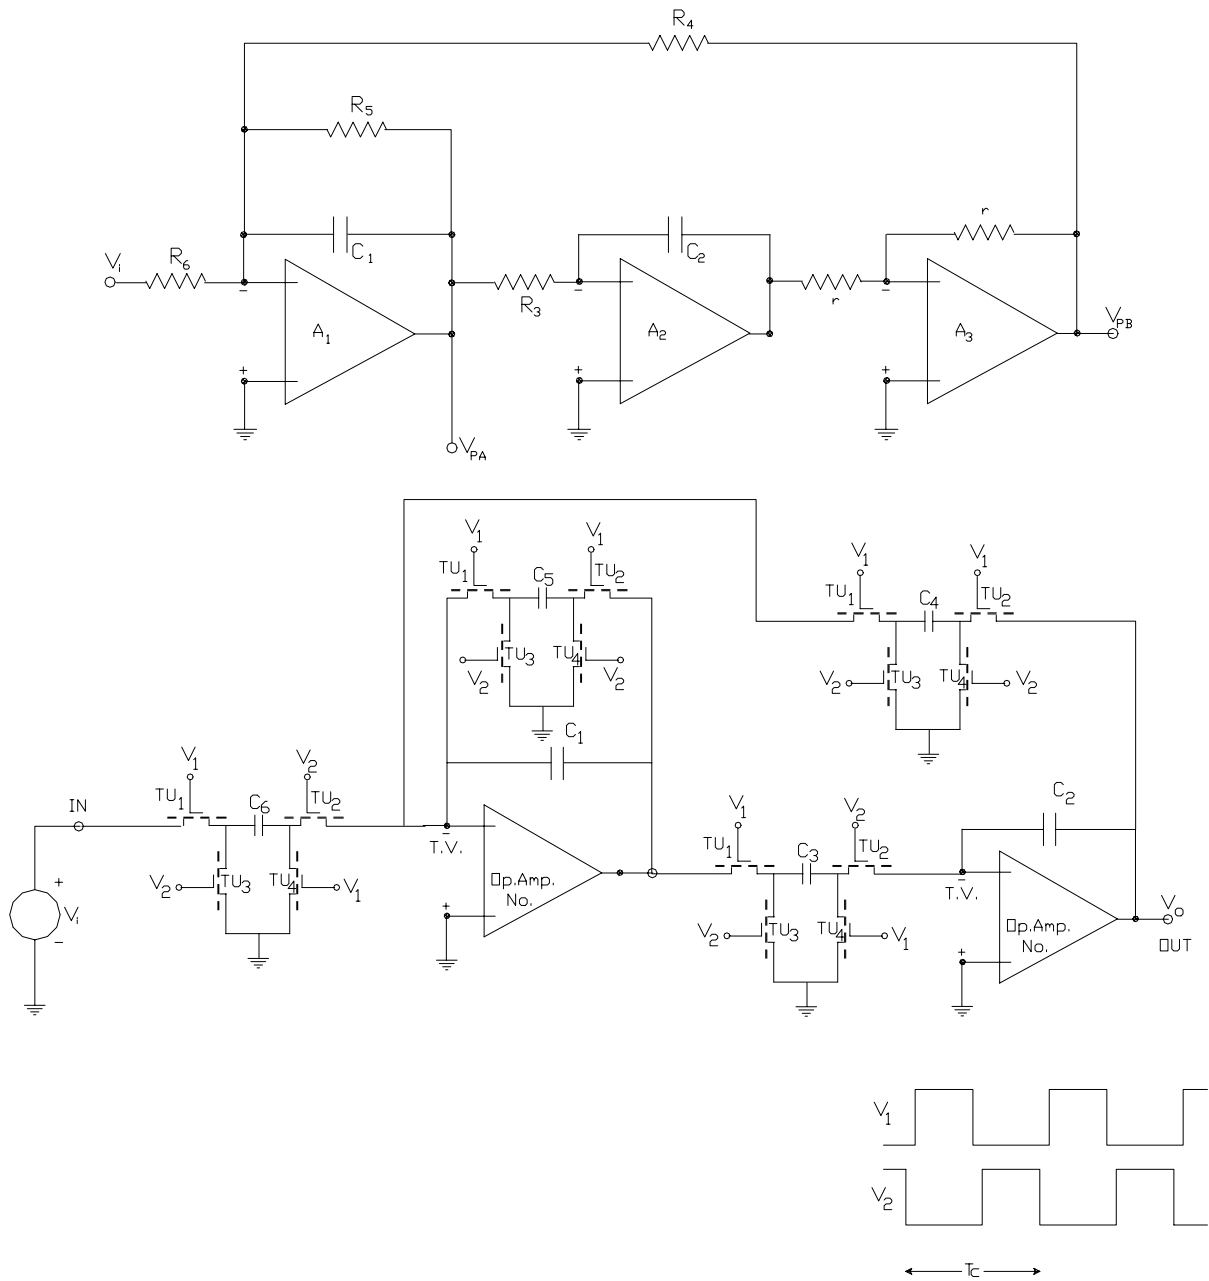 R4
R5
C1
r
C2
Vi
R6
−
R3
−
r
−
VPB
A1
A2
A3
+
+
+
VPA
V1
V1
V1
V1
TU1
C5
TU2
TU1
C4
TU2
TU3
TU4
V2
V2
TU3
TU4
V2
V2
C1
V1
V2
IN
TU1
C6
TU2
V1
V2
C2
−
T.V.
TU1
C3
TU2
−
T.V.
V2
TU3
TU4
V1
Op.Amp.
No.
+
Vi
−
+
V2
TU3
TU4
V1
Op.Amp.
No.
Vo
OUT
+
V1
V2
TC